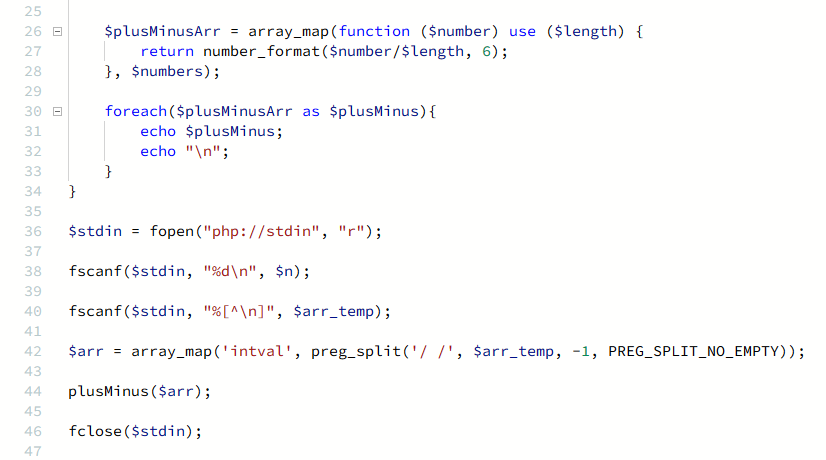 25
26 $plusMinusArr = array_map(function ($number) use ($length) {
27 return number_format($number/$length, 6);
28 }, $numbers);
29
30 foreach($plusMinusArr as $plusMinus){
31 echo $plusMinus;
32 echo "\n";
33 }
34 }
35
36 $stdin = fopen("php://stdin", "r");
37
38 fscanf($stdin, "%d\n", $n);
39
40 fscanf($stdin, "%[^\n]", $arr_temp);
41
42 $arr = array_map('intval', preg_split('/ /', $arr_temp, -1, PREG_SPLIT_NO_EMPTY));
43
44 plusMinus($arr);
45
46 fclose($stdin);
47